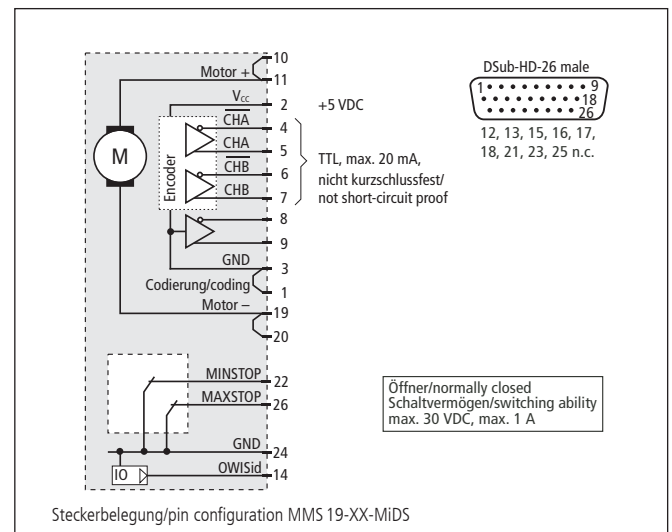 10
Motor + 11
Vcc 2 +5 VDC
CHA 4
CHA 5
CHB 6
CHB 7
TTL, max. 20 mA,
nicht kurzschlussfest/
not short-circuit proof
M
Encoder
8
9
GND 3
Codierung/coding 1
Motor – 19
20
MINSTOP 22
MAXSTOP 26
GND 24
IO OWISid 14
DSub-HD-26 male
1 9
18
26
12, 13, 15, 16, 17,
18, 21, 23, 25 n.c.
Öffner/normally closed
Schaltvermögen/switching ability
max. 30 VDC, max. 1 A
Steckerbelegung/pin configuration MMS 19-XX-MiDS